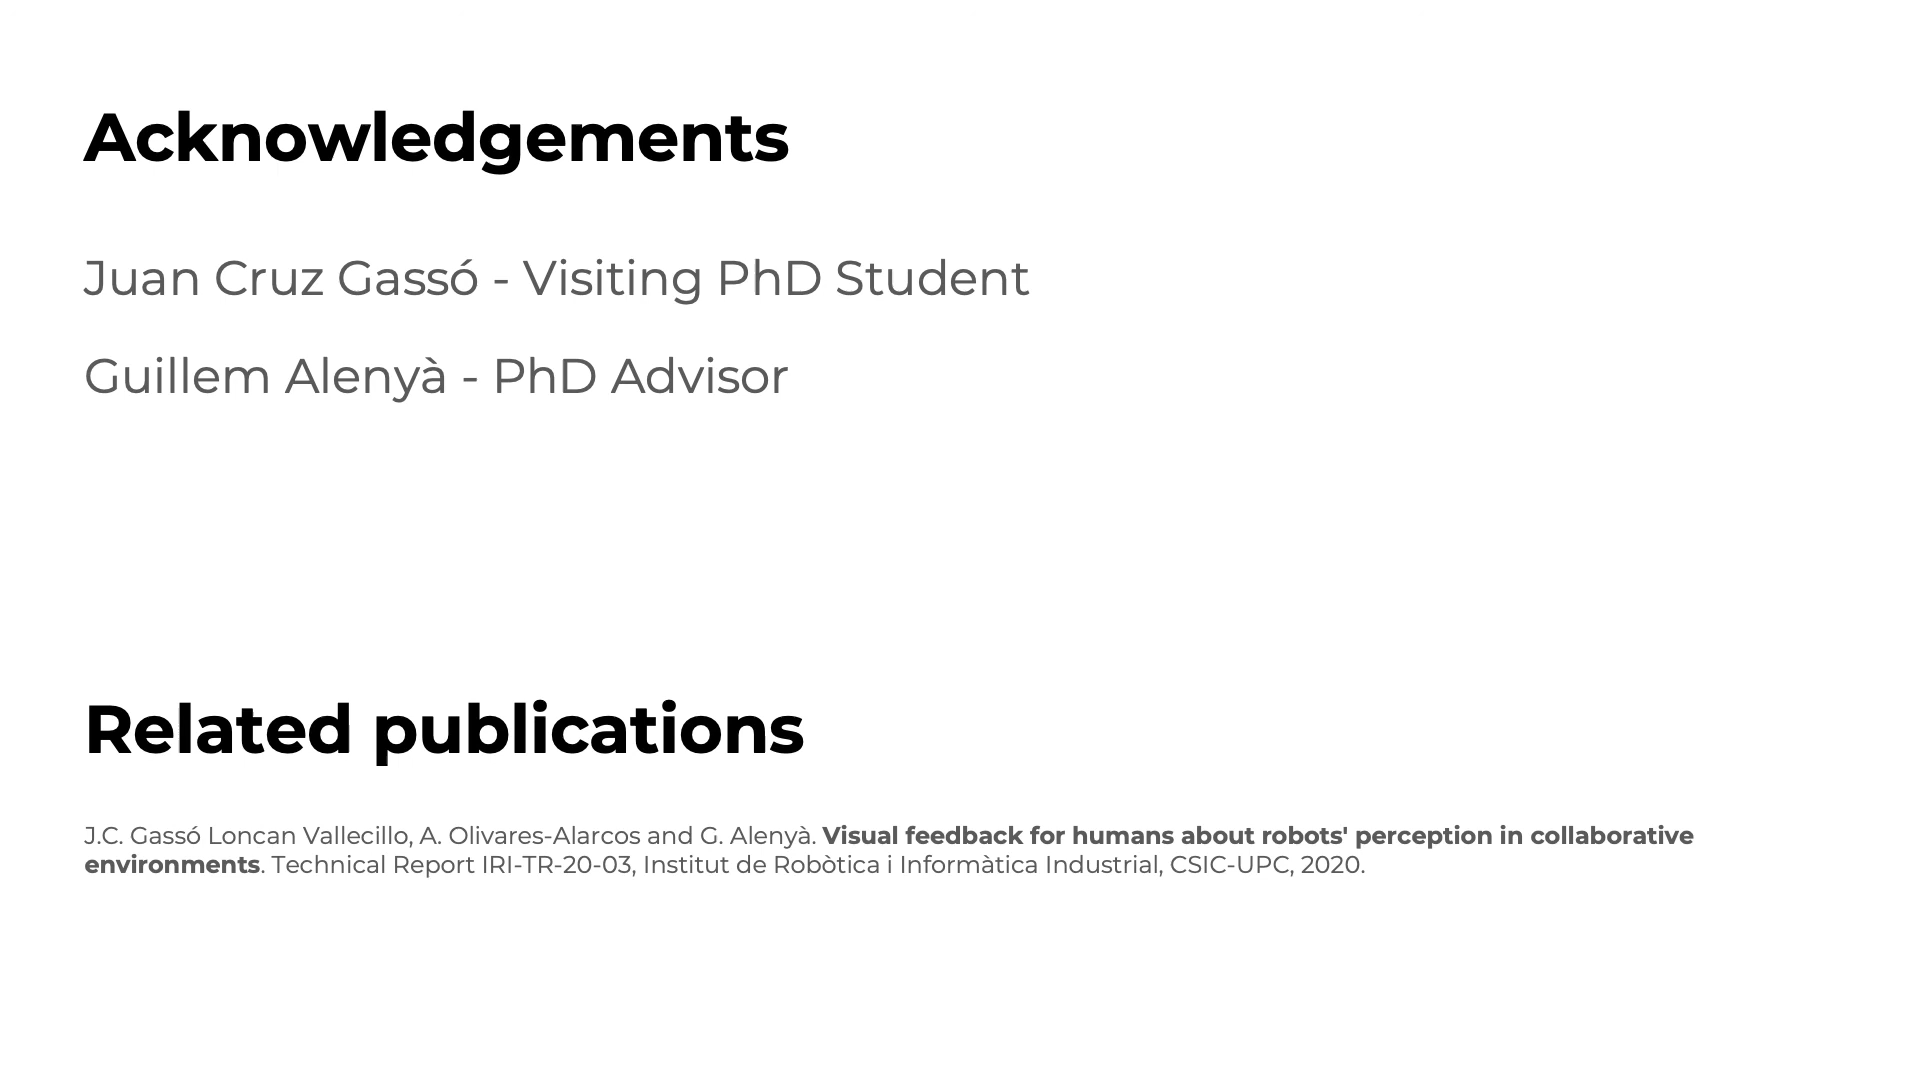 Acknowledgements
Juan Cruz Gassó - Visiting PhD Student
Guillem Alenyà - PhD Advisor
Related publications
J.C. Gassó Loncan Vallecillo, A. Olivares-Alarcos and G. Alenyà. Visual feedback for humans about robots' perception in collaborative
environments. Technical Report IRI-TR-20-03, Institut de Robòtica i Informàtica Industrial, CSIC-UPC, 2020.